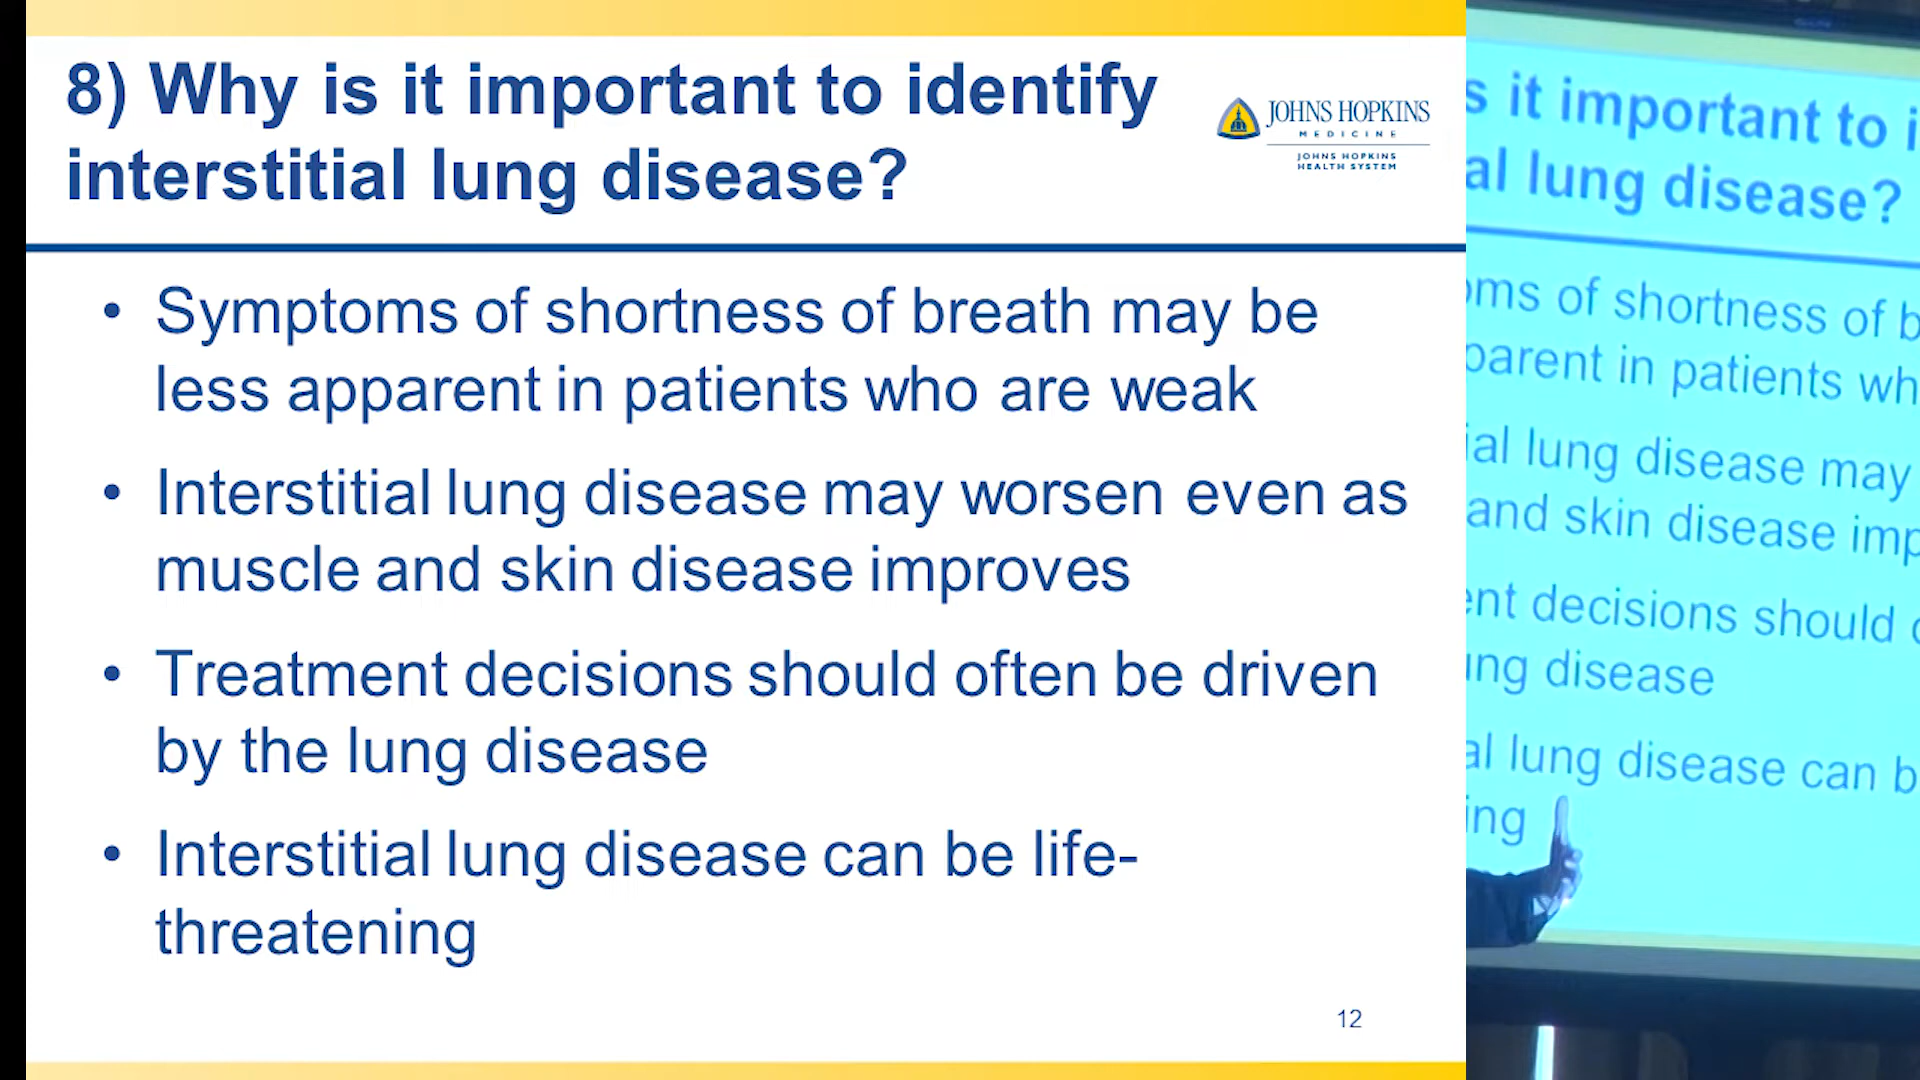 8) Why is it important to identify
interstitial lung disease?
JOHNS HOPKINS
MEDICINE
JOHNS HOPKINS
HEALTH SYSTEM
• Symptoms of shortness of breath may be
less apparent in patients who are weak
• Interstitial lung disease may worsen even as
muscle and skin disease improves
• Treatment decisions should often be driven
by the lung disease
• Interstitial lung disease can be life-
threatening
12
s it important to i
al lung disease?
oms of shortness of b
parent in patients wh
ial lung disease may
and skin disease imp
ent decisions should o
ung disease
al lung disease can b
ing